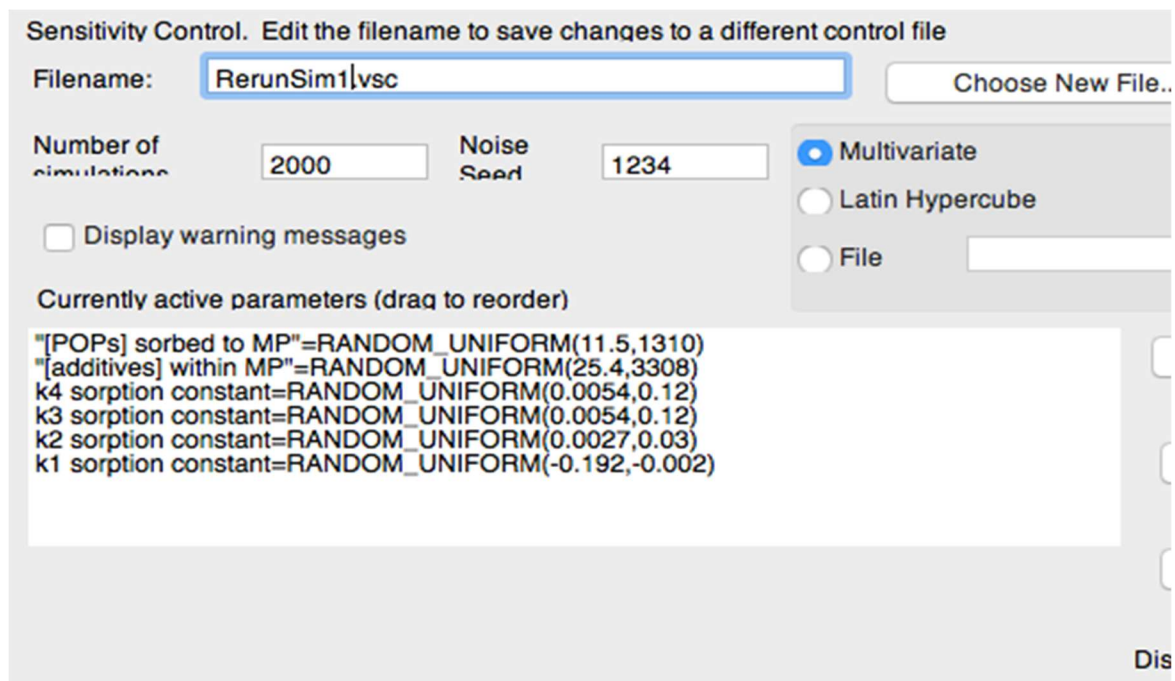 Sensitivity Control. Edit the filename to save changes to a different control file
Filename: RerunSim1.vsc Choose New File..
Number of simulations 2000 Noise Seed 1234
Multivariate
Latin Hypercube
Display warning messages
File
Currently active parameters (drag to reorder)
"[POPs] sorbed to MP"=RANDOM_UNIFORM(11.5,1310)
"[additives] within MP"=RANDOM_UNIFORM(25.4,3308)
k4 sorption constant=RANDOM_UNIFORM(0.0054,0.12)
k3 sorption constant=RANDOM_UNIFORM(0.0054,0.12)
k2 sorption constant=RANDOM_UNIFORM(0.0027,0.03)
k1 sorption constant=RANDOM_UNIFORM(-0.192,-0.002)
Dis